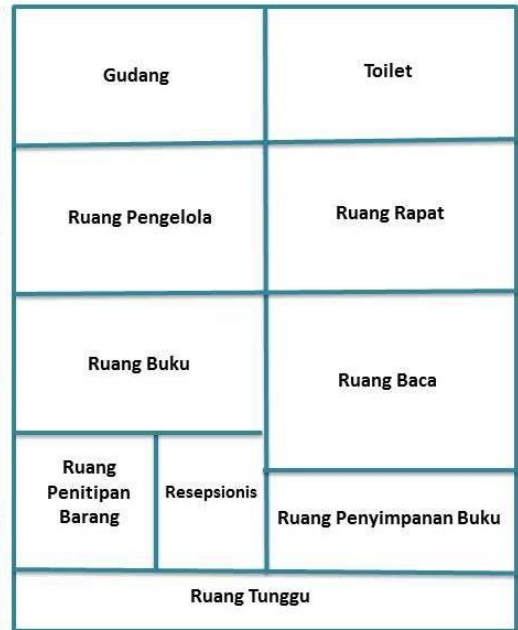 Gudang
Toilet
Ruang Pengelola
Ruang Rapat
Ruang Buku
Ruang Baca
Ruang
Penitipan
Barang
Resepsionis
Ruang Penyimpanan Buku
Ruang Tunggu